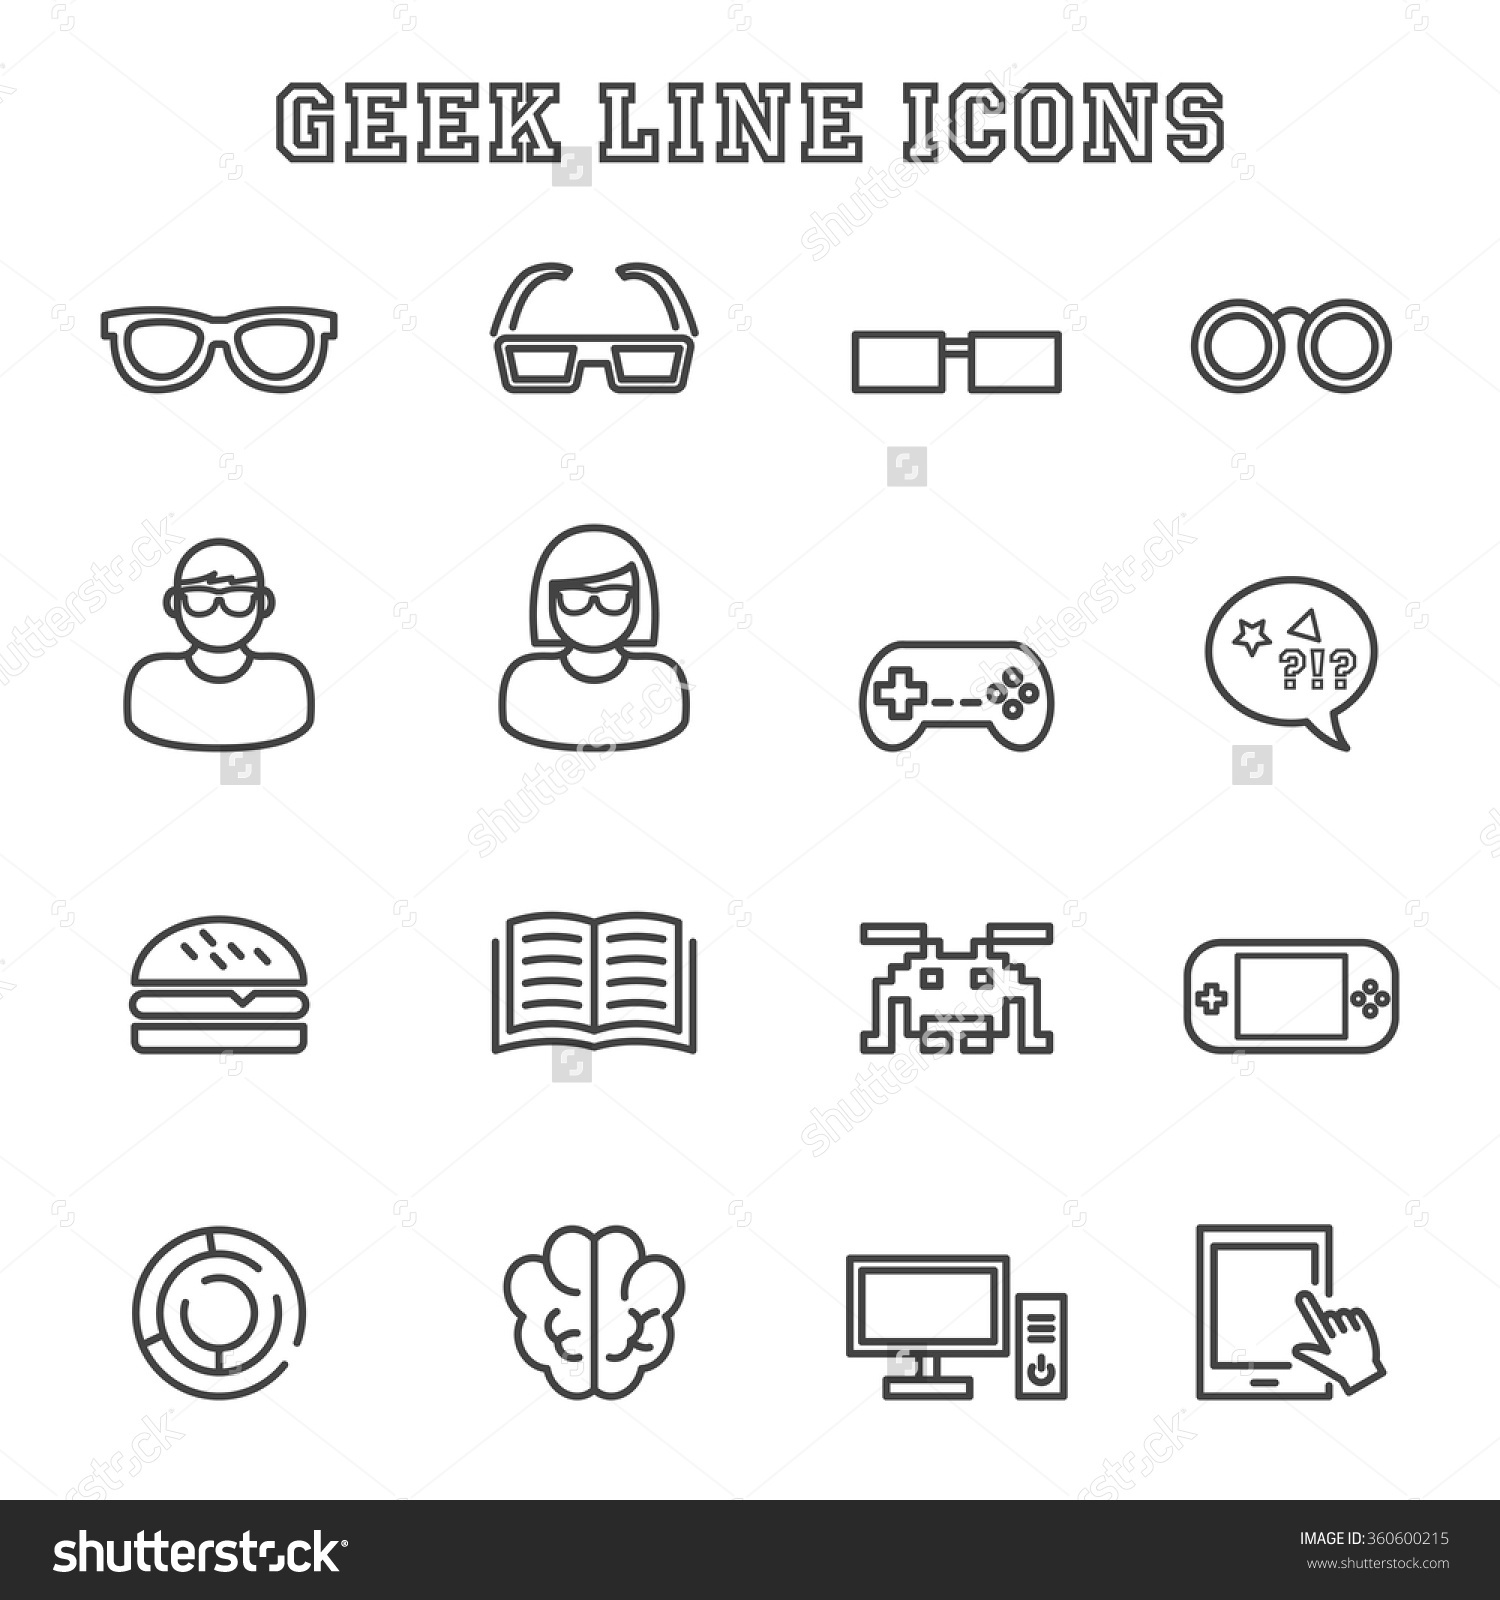 GEEK LINE ICONS
?!?
shutterstock
IMAGE ID: 360600215
www.shutterstock.com